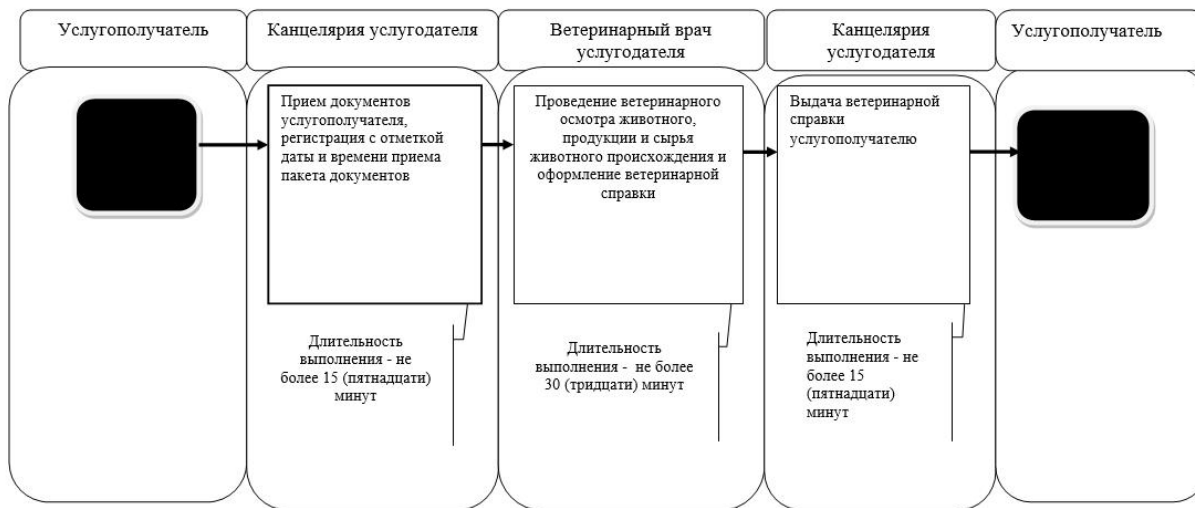 Услугополучатель
Канцелярия услугодателя
Ветеринарный врач
услугодателя
Канцелярия
услугодателя
Услугополучатель
Прием документов
услугополучателя,
регистрация с отметкой
даты и времени приема
пакета документов
Проведение ветеринарного
осмотра животного,
продукции и сырья
животного происхождения и
оформление ветеринарной
справки
Выдача ветеринарной
справки
услугополучателю
Длительность
выполнения - не
более 15 (пятнадцати)
минут
Длительность
выполнения - не более
30 (тридцати) минут
Длительность
выполнения - не
более 15
(пятнадцати)
минут